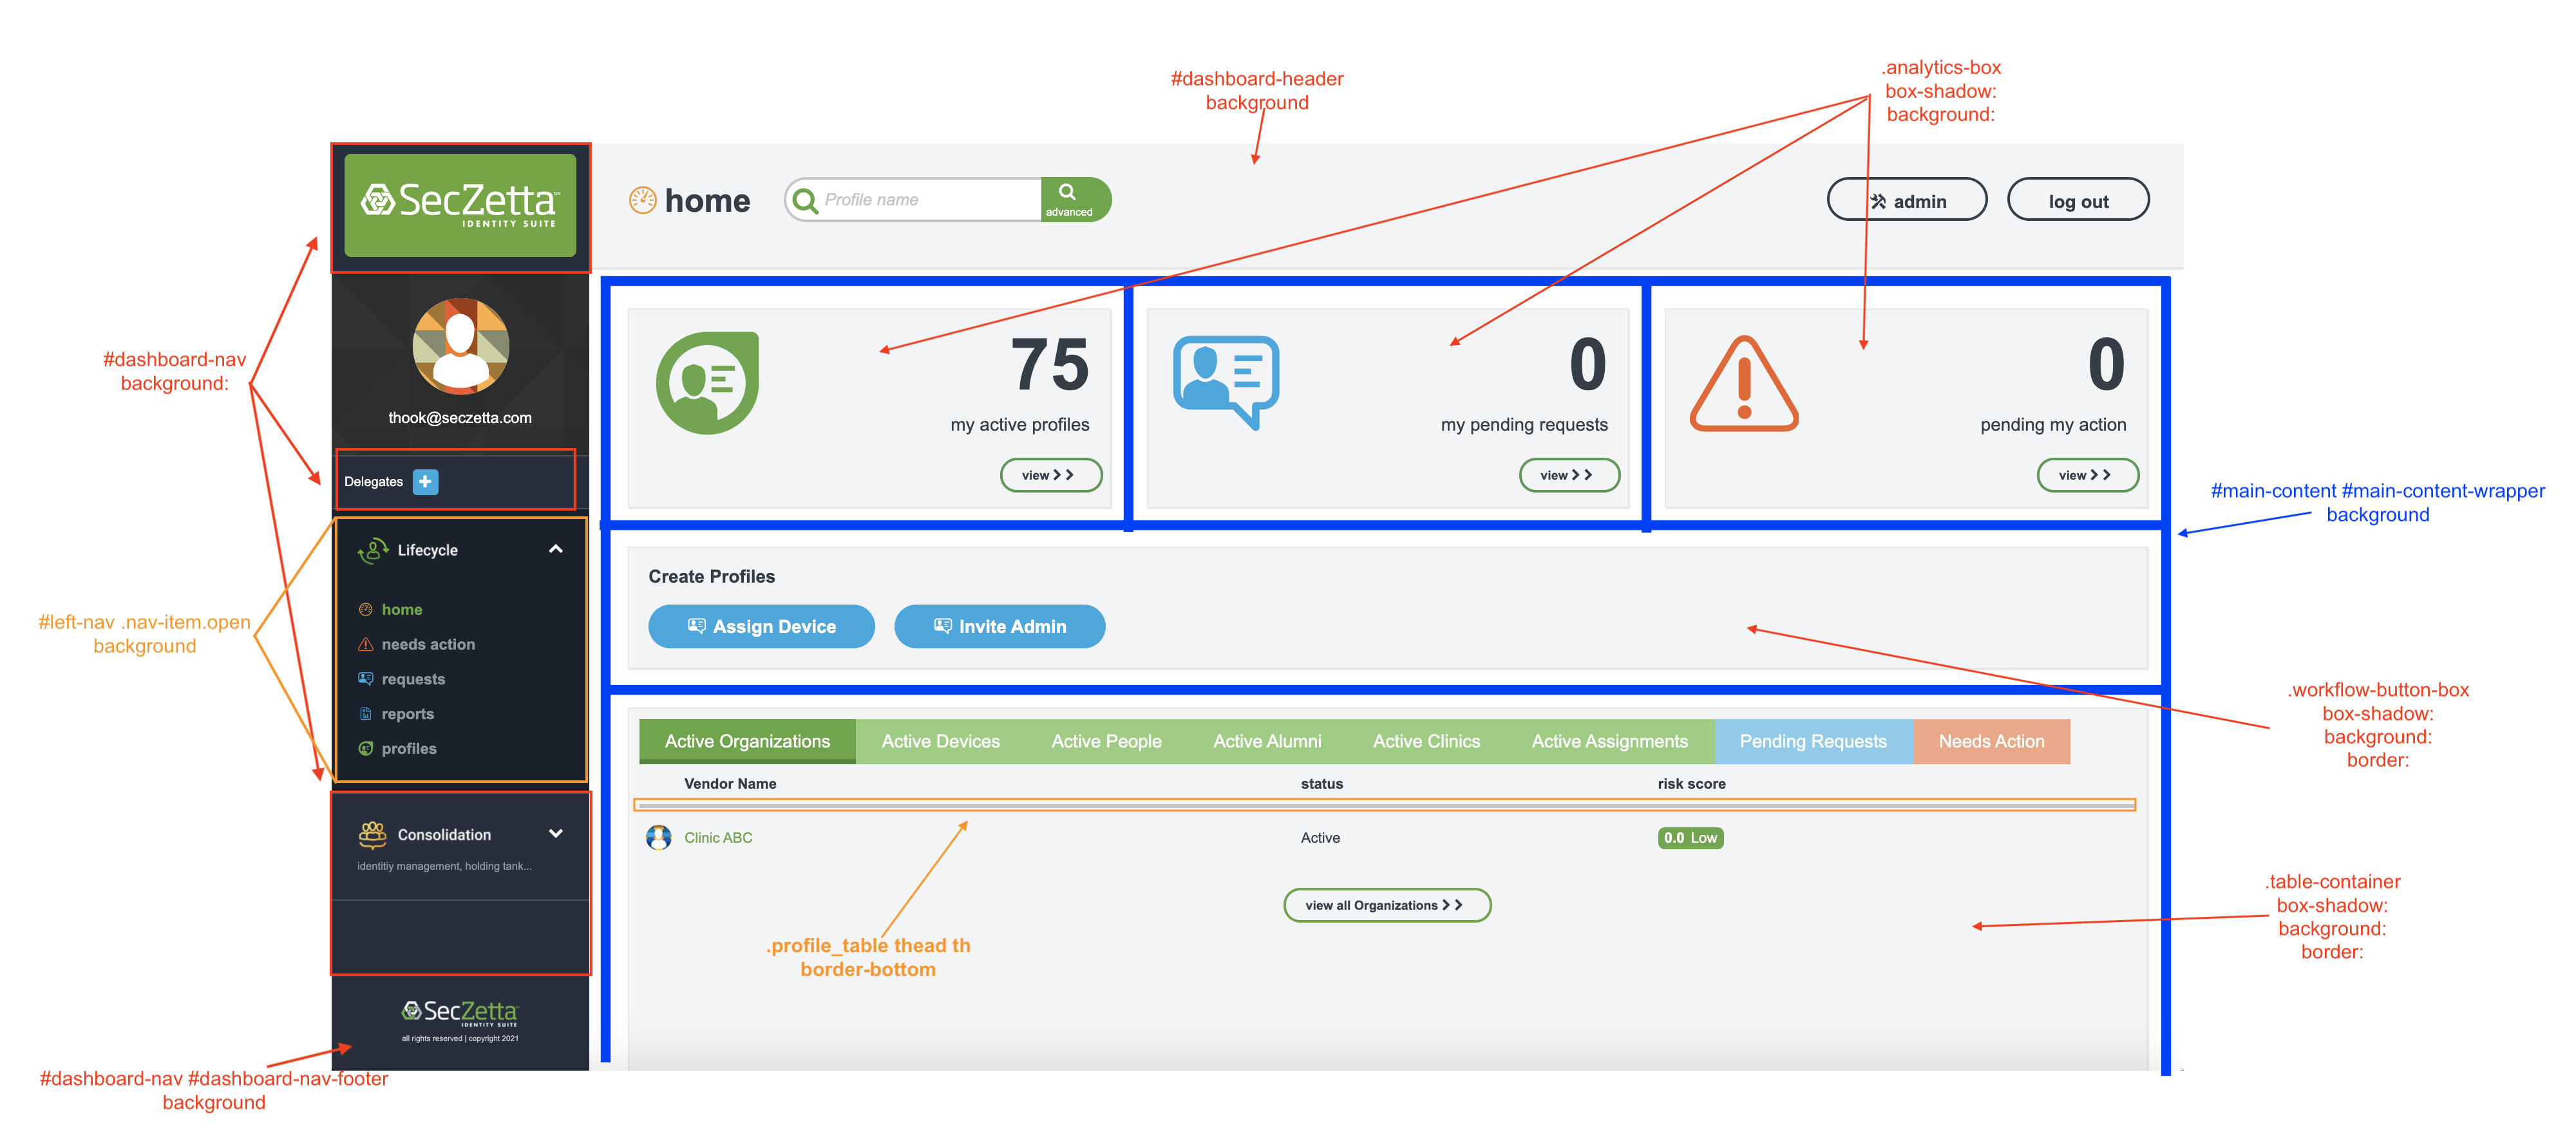 #dashboard-header
background
.analytics-box
box-shadow:
background:
SecZetta™
IDENTITY SUITE
home
Profile name
advanced
admin
log out
#dashboard-nav
background:
thook@seczetta.com
Delegates
75
my active profiles
view
0
my pending requests
view
0
pending my action
view
#main-content #main-content-wrapper
background
Lifecycle
home
needs action
requests
reports
profiles
#left-nav .nav-item.open
background
Create Profiles
Assign Device
Invite Admin
.workflow-button-box
box-shadow:
background:
border:
Active Organizations Active Devices Active People Active Alumni Active Clinics Active Assignments Pending Requests Needs Action
Vendor Name status risk score
Clinic ABC Active 0.0 Low
view all Organizations
.profile_table thead th
border-bottom
.table-container
box-shadow:
background:
border:
Consolidation
identitiy management, holding tank...
SecZetta™
IDENTITY SUITE
all rights reserved | copyright 2021
#dashboard-nav #dashboard-nav-footer
background